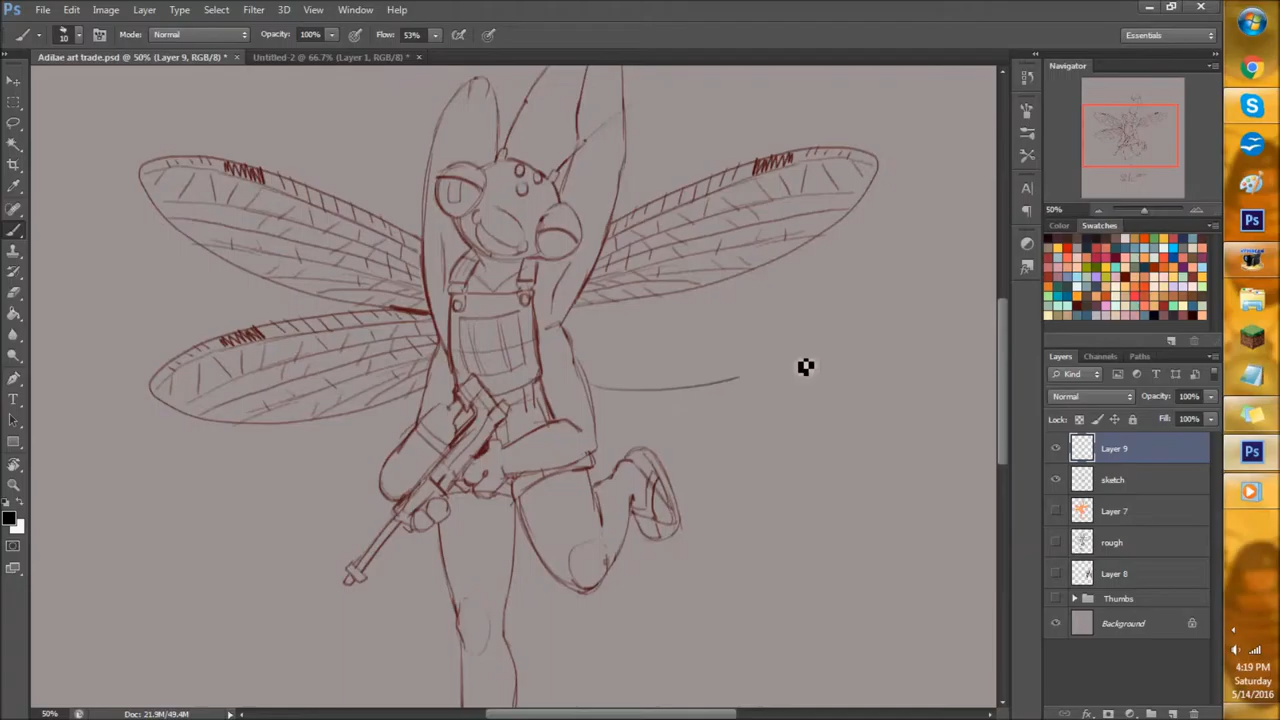 Ps File Edit Image Layer Type Select Filter 3D View Window Help
10 Mode: Normal Opacity: 100% Flow: 53% Essentials
Adilae art trade.psd @ 50% (Layer 9, RGB/8) * × Untitled-2 @ 66.7% (Layer 1, RGB/8) * ×
Navigator
50%
Color Swatches
Layers Channels Paths
Kind
Normal Opacity: 100%
Lock: Fill: 100%
Layer 9
sketch
Layer 7
rough
Layer 8
Thumbs
Background
50% Doc: 21.9M/49.4M
4:19 PM
Saturday
5/14/2016